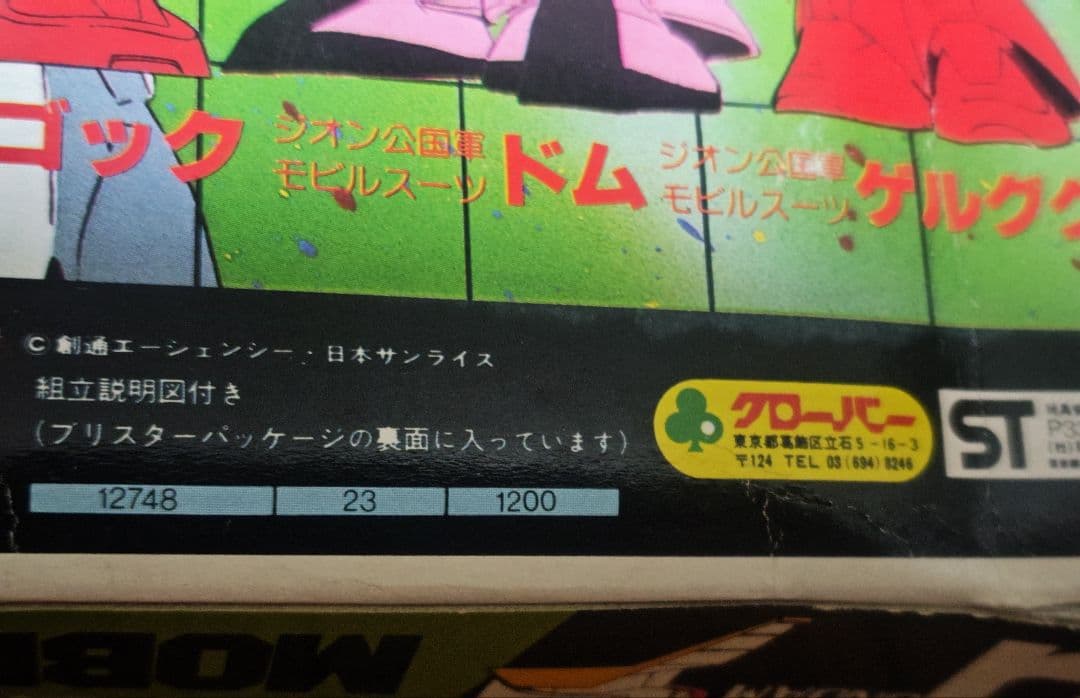 ゴック
ジオン公国軍
モビルスーツ
ドム
ジオン公国軍
モビルスーツ
ゲルググ
© 創通エージェンシー・日本サンライズ
組立説明図付き
(ブリスターパッケージの裏面に入っています)
12748 23 1200
クローバー
東京都葛飾区立石5-16-3
〒124 TEL 03(694)8246
ST
MOBI